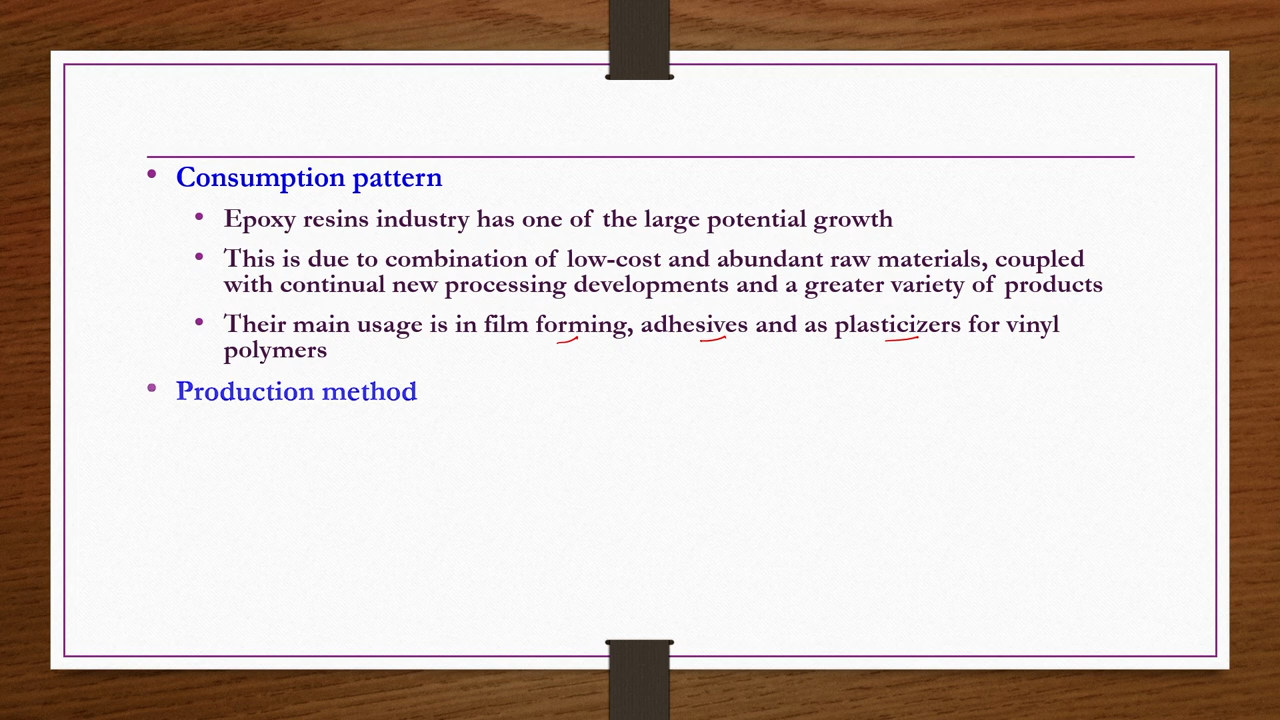 Consumption pattern
Epoxy resins industry has one of the large potential growth
This is due to combination of low-cost and abundant raw materials, coupled
with continual new processing developments and a greater variety of products
Their main usage is in film forming, adhesives and as plasticizers for vinyl
polymers
Production method